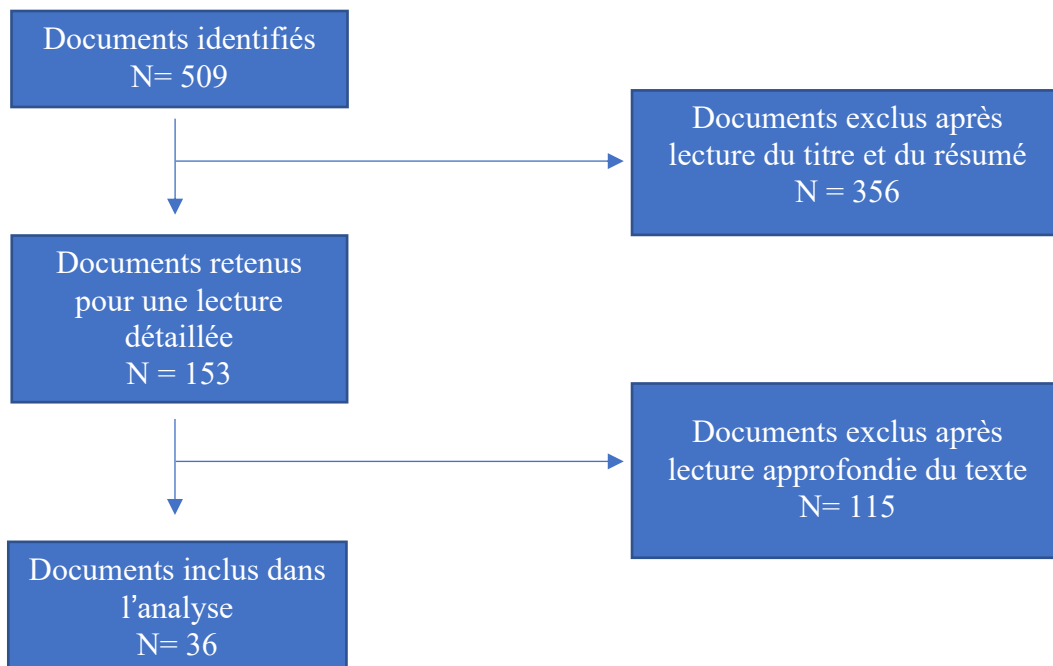 Documents identifiés
N= 509
Documents exclus après
lecture du titre et du résumé
N = 356
Documents retenus
pour une lecture
détaillée
N = 153
Documents exclus après
lecture approfondie du texte
N= 115
Documents inclus dans
l’analyse
N= 36